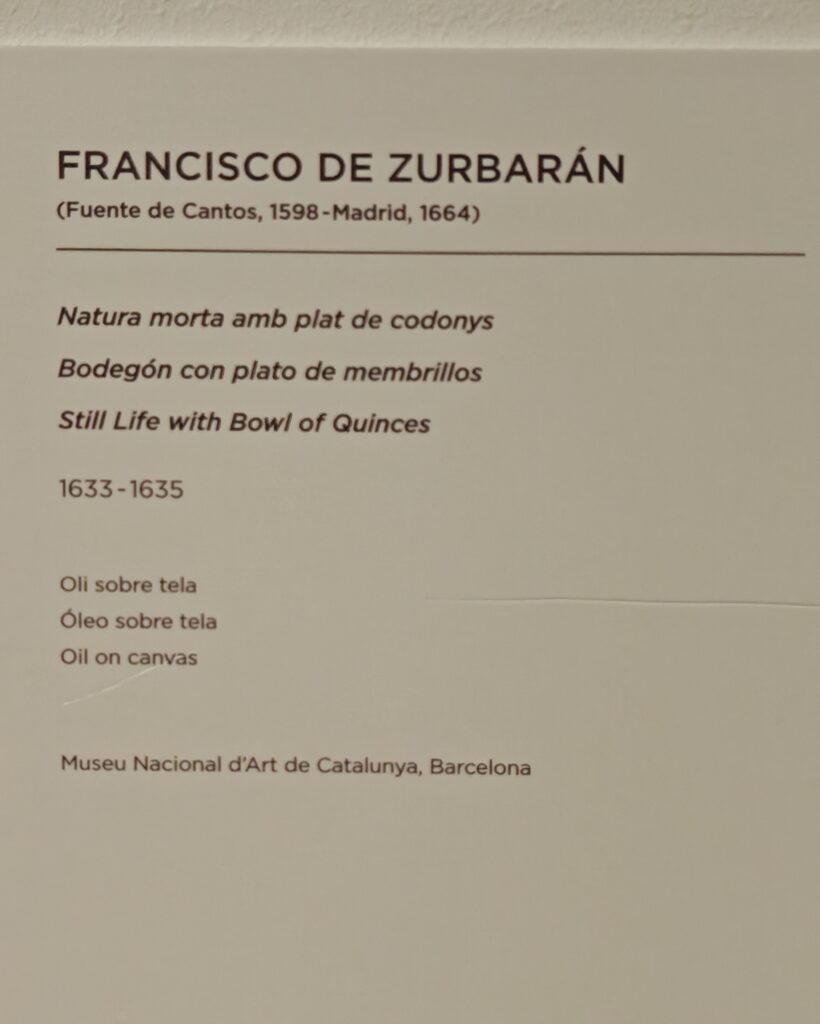 FRANCISCO DE ZURBARÁN
(Fuente de Cantos, 1598-Madrid, 1664)
Natura morta amb plat de codonys
Bodegón con plato de membrillos
Still Life with Bowl of Quinces
1633-1635
Oli sobre tela
Óleo sobre tela
Oil on canvas
Museu Nacional d'Art de Catalunya, Barcelona